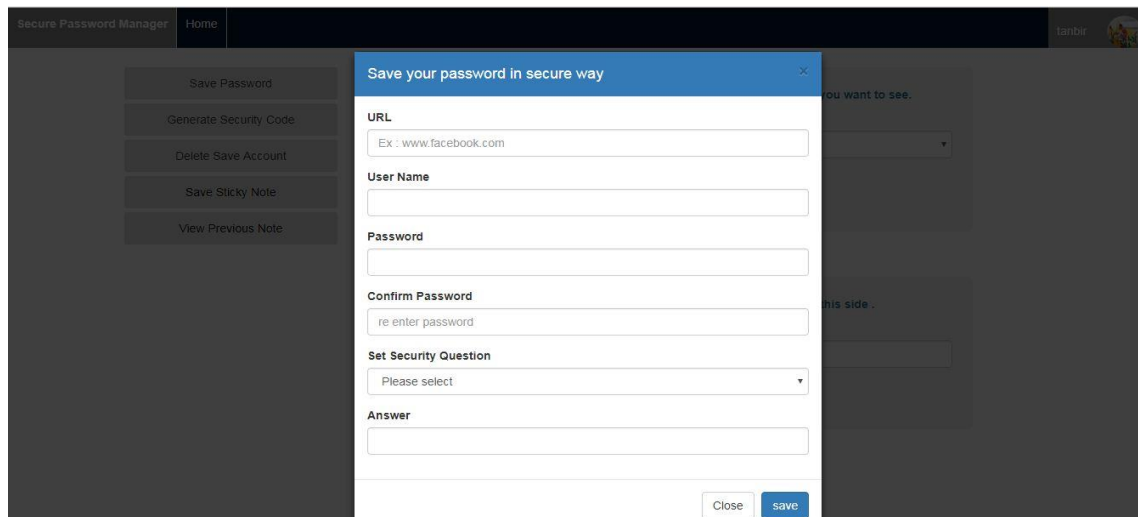 Secure Password Manager Home tanbir
Save Password
Generate Security Code
Delete Save Account
Save Sticky Note
View Previous Note
Save your password in secure way ×
URL
Ex : www.facebook.com
User Name
Password
Confirm Password
re enter password
Set Security Question
Please select
Answer
Close save
you want to see.
this side .